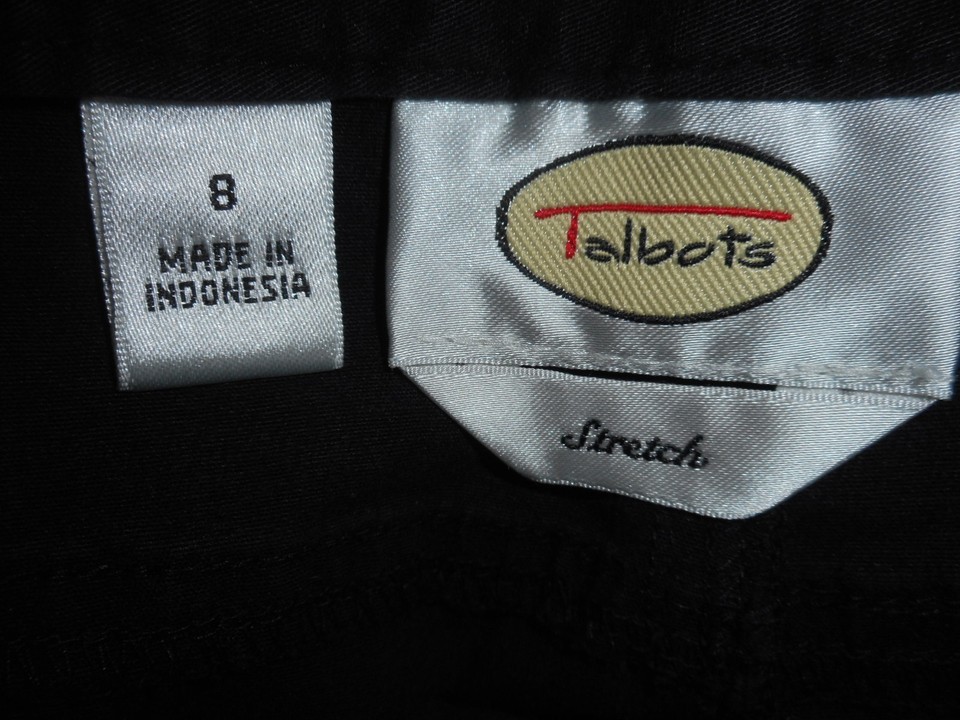 8
MADE IN
INDONESIA
Talbots
Stretch